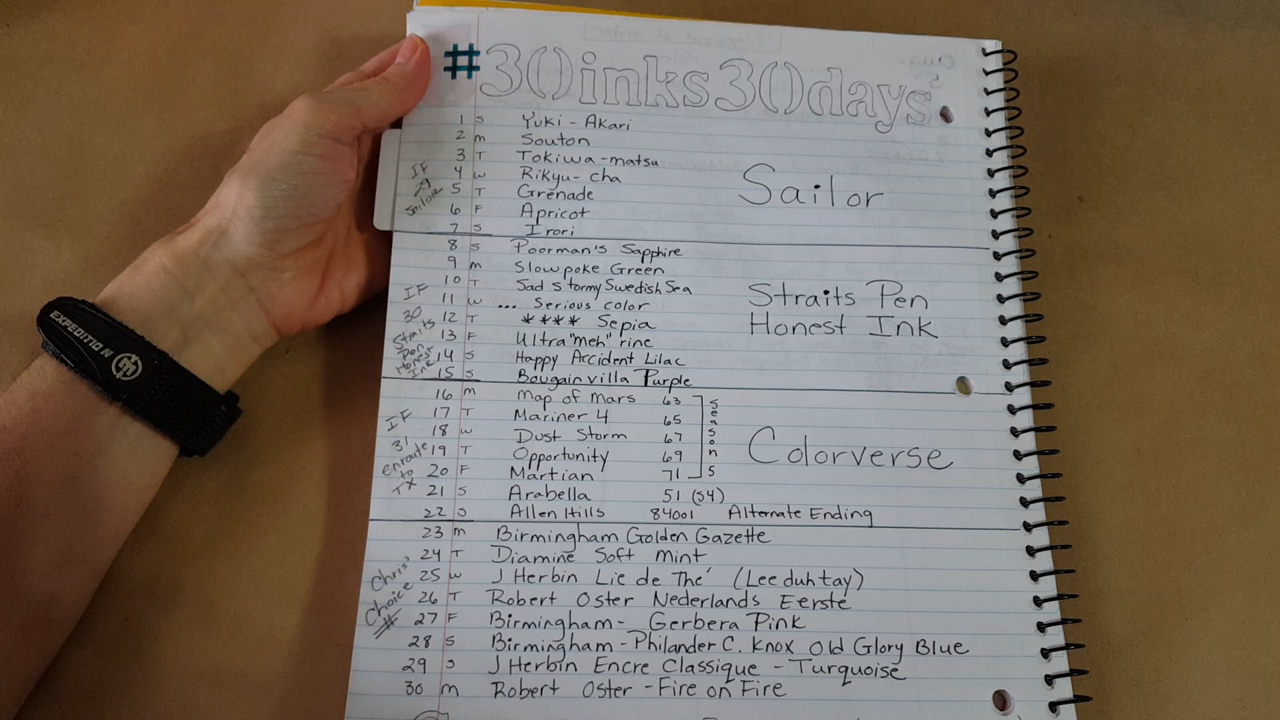 #30inks30days
1 S Yuki - Akari
2 m Souton
3 T Tokiwa-matsu
4 W Rikyu-cha
5 T Grenade
6 F Apricot
7 S Irori
IF
29
Sailor
Sailor
8 S Poorman's Sapphire
9 m Slowpoke Green
10 T Sad Stormy Swedish Sea
11 W ... Serious color
12 T **** Sepia
13 F Ultra "meh" rine
14 S Happy Accident Lilac
15 S Bougainvilla Purple
IF
30
Straits
Pen
Honest
Ink
Straits Pen
Honest Ink
16 m Map of Mars 63
17 T Mariner 4 65
18 W Dust Storm 67
19 T Opportunity 69
20 F Martian 71
Season S
21 S Arabella 51 (54)
22 S Allen Hills 84001 Alternate Ending
IF
31
enroute
to
TX
Colorverse
23 m Birmingham Golden Gazette
24 T Diamine Soft mint
25 W J Herbin Lie de Thé (Lee duh tay)
26 T Robert Oster Nederlands Eerste
27 F Birmingham- Gerbera Pink
28 S Birmingham - Philander C. Knox Old Glory Blue
29 S J Herbin Encre Classique - Turquoise
30 m Robert Oster - Fire on Fire
Chris'
Choice
EXPEDITION